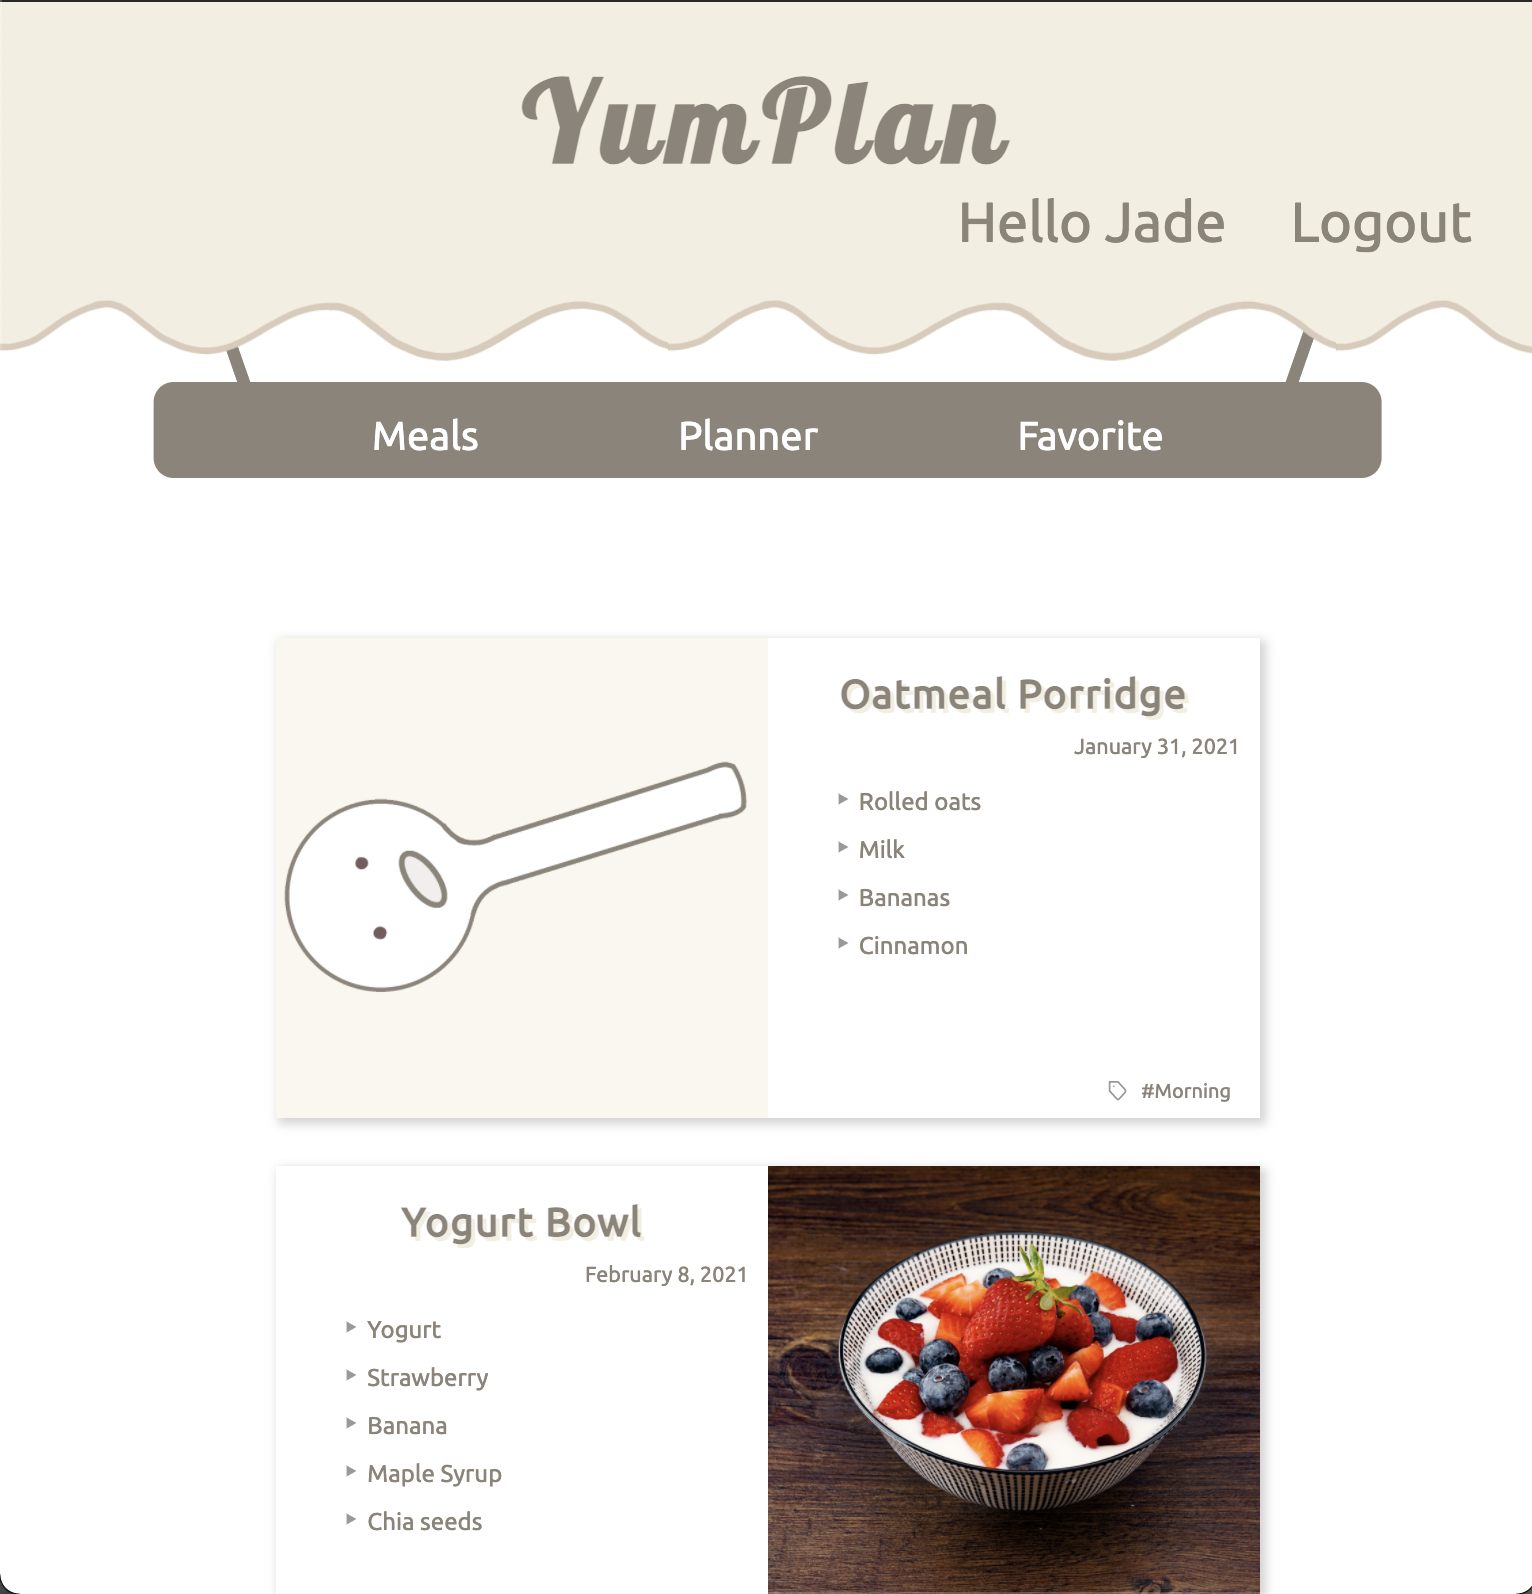 YumPlan
Hello Jade Logout
Meals Planner Favorite
Oatmeal Porridge
January 31, 2021
Rolled oats
Milk
Bananas
Cinnamon
#Morning
Yogurt Bowl
February 8, 2021
Yogurt
Strawberry
Banana
Maple Syrup
Chia seeds